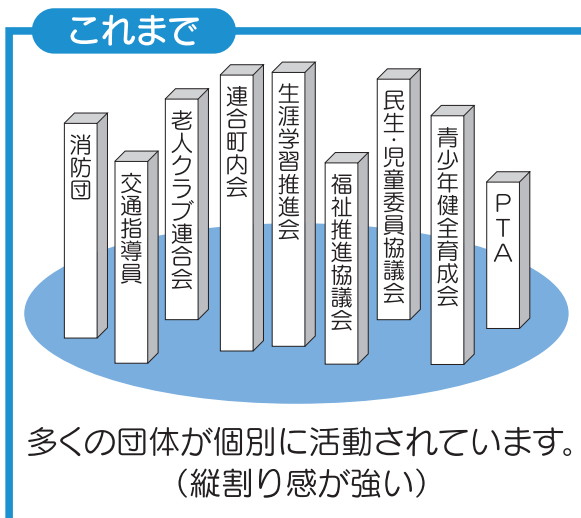 これまで
消防団
交通指導員
老人クラブ連合会
連合町内会
生涯学習推進会
福祉推進協議会
民生・児童委員協議会
青少年健全育成会
PTA
多くの団体が個別に活動されています。
（縦割り感が強い）